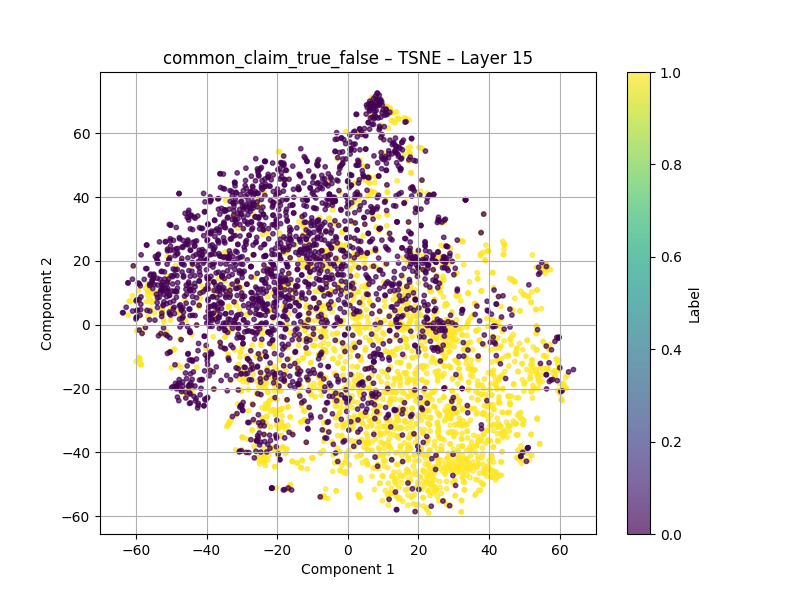 common_claim_true_false – TSNE – Layer 15
Component 2
60
40
20
0
−20
−40
−60
−60 −40 −20 0 20 40 60
Component 1
1.0
0.8
0.6
0.4
0.2
0.0
Label